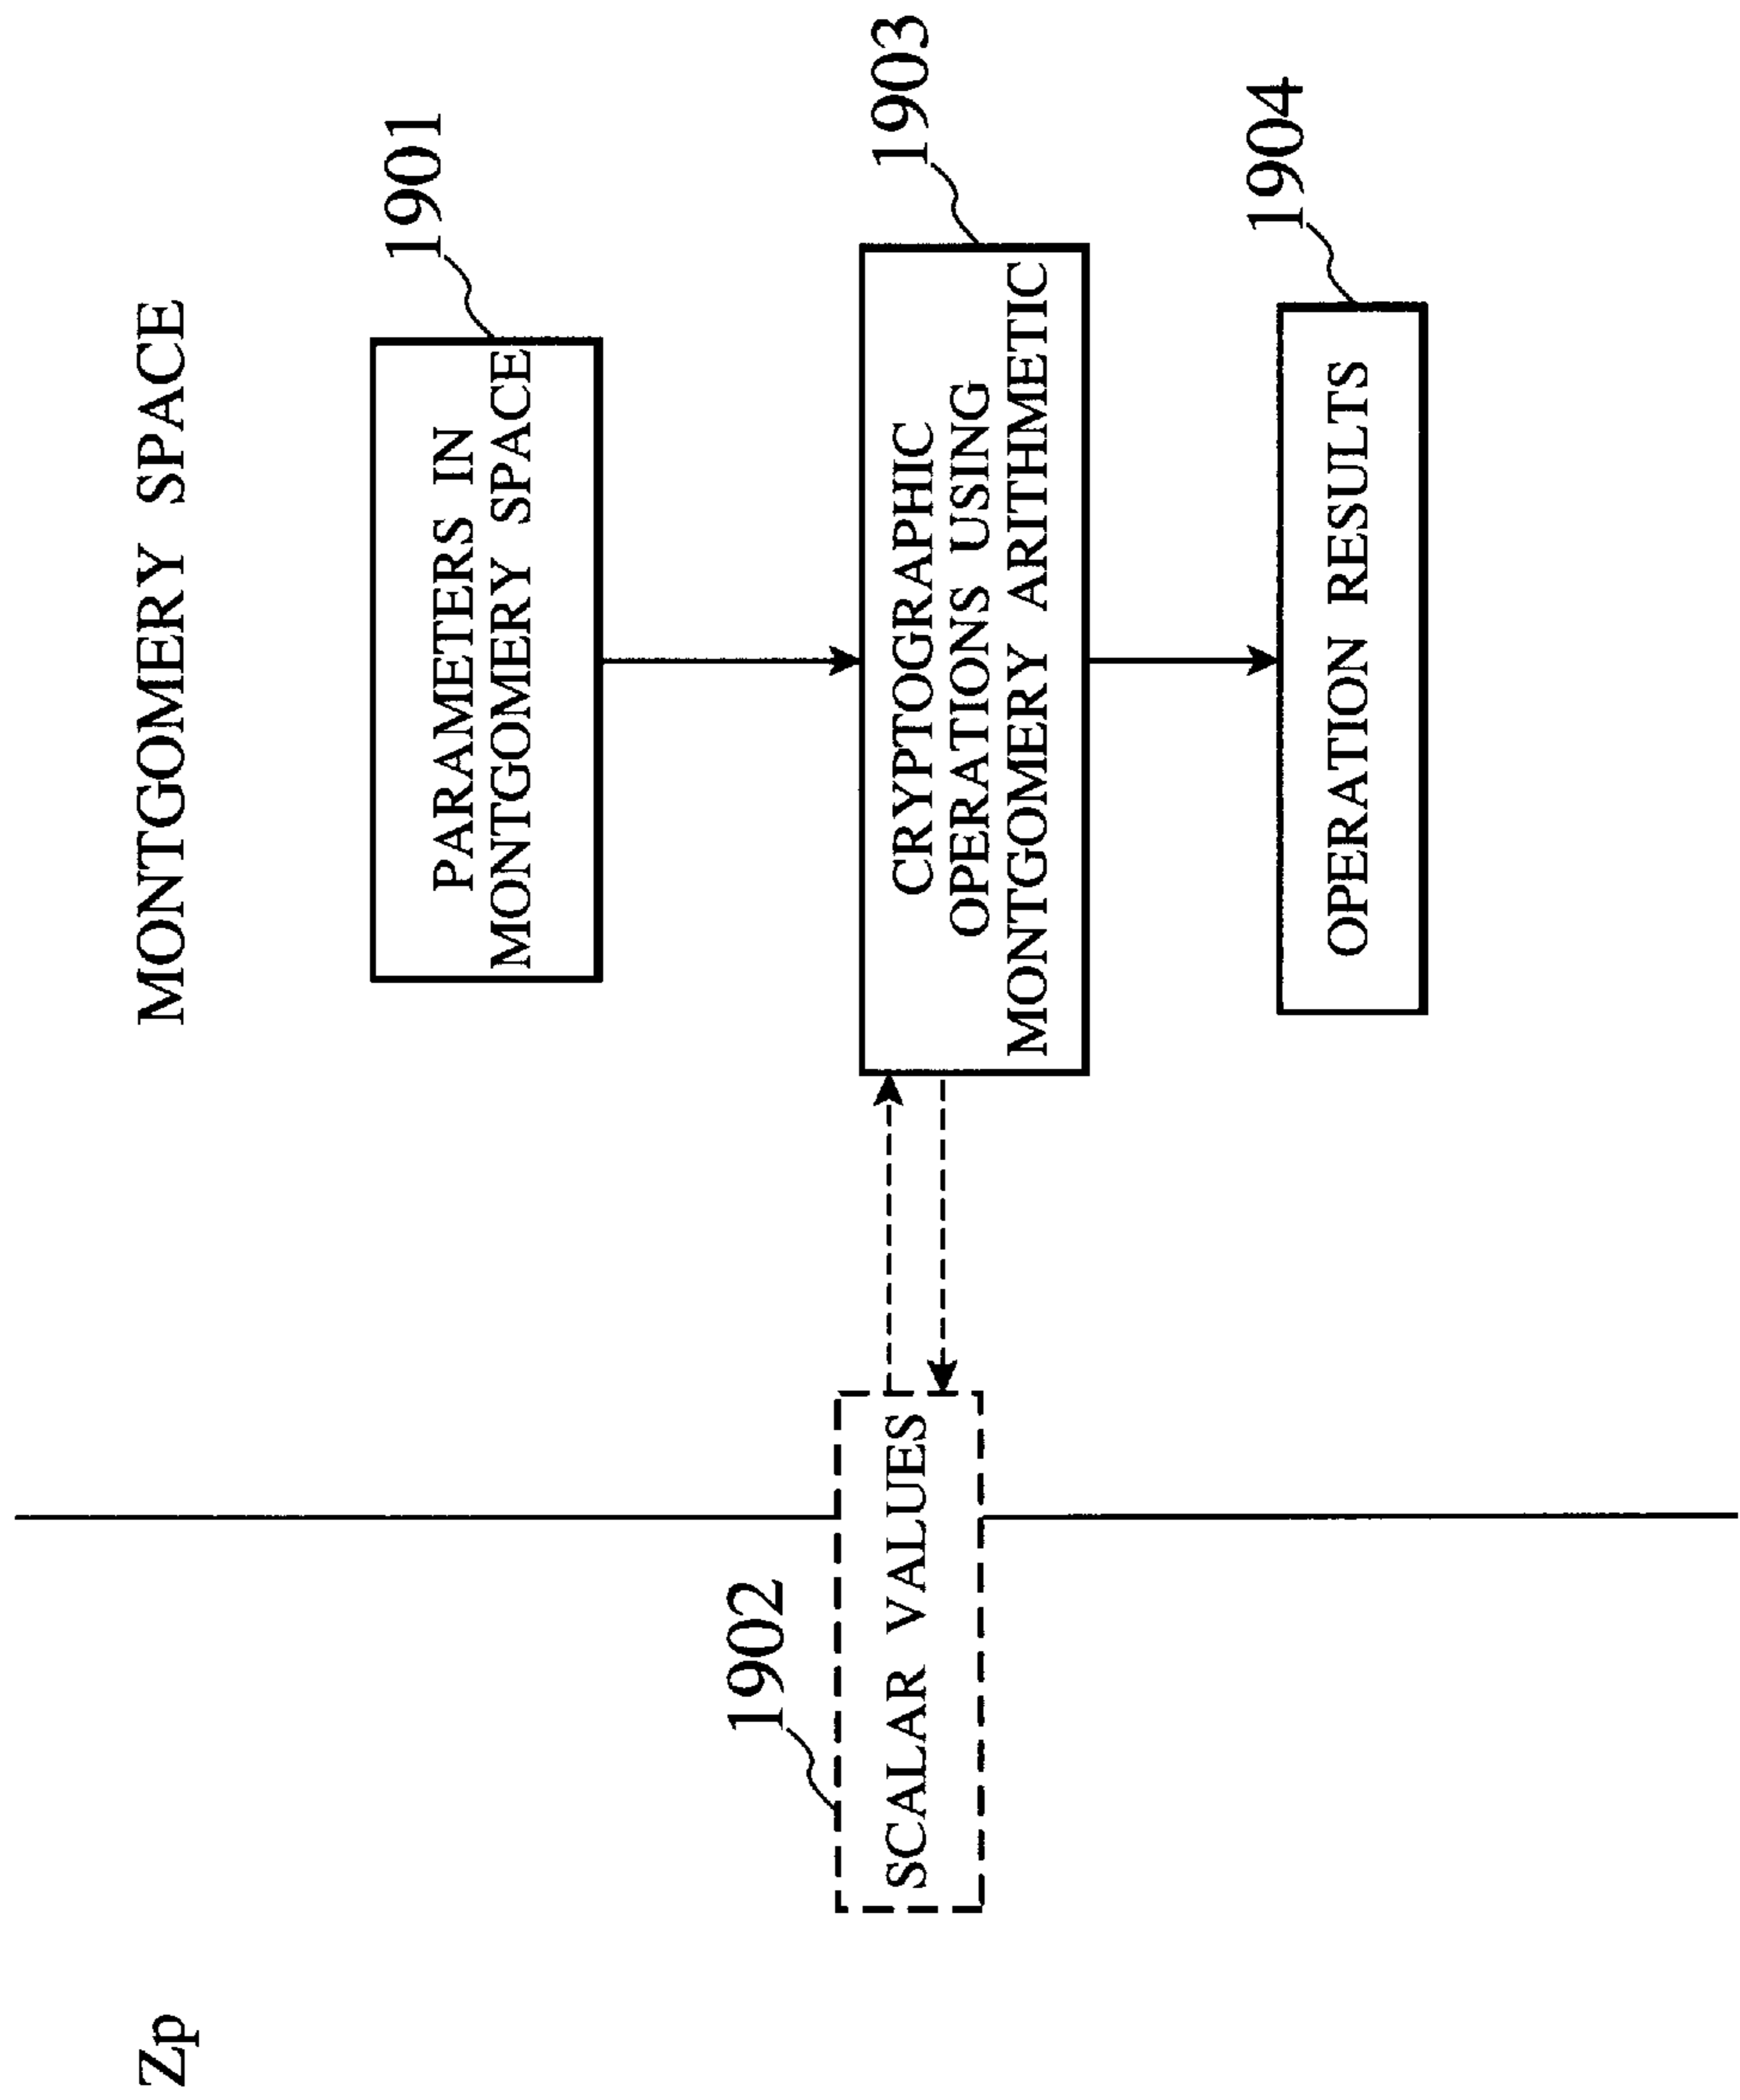 Zp
MONTGOMERY SPACE
1901
PARAMETERS IN
MONTGOMERY SPACE
1902
SCALAR VALUES
1903
CRYPTOGRAPHIC
OPERATIONS USING
MONTGOMERY ARITHMETIC
1904
OPERATION RESULTS